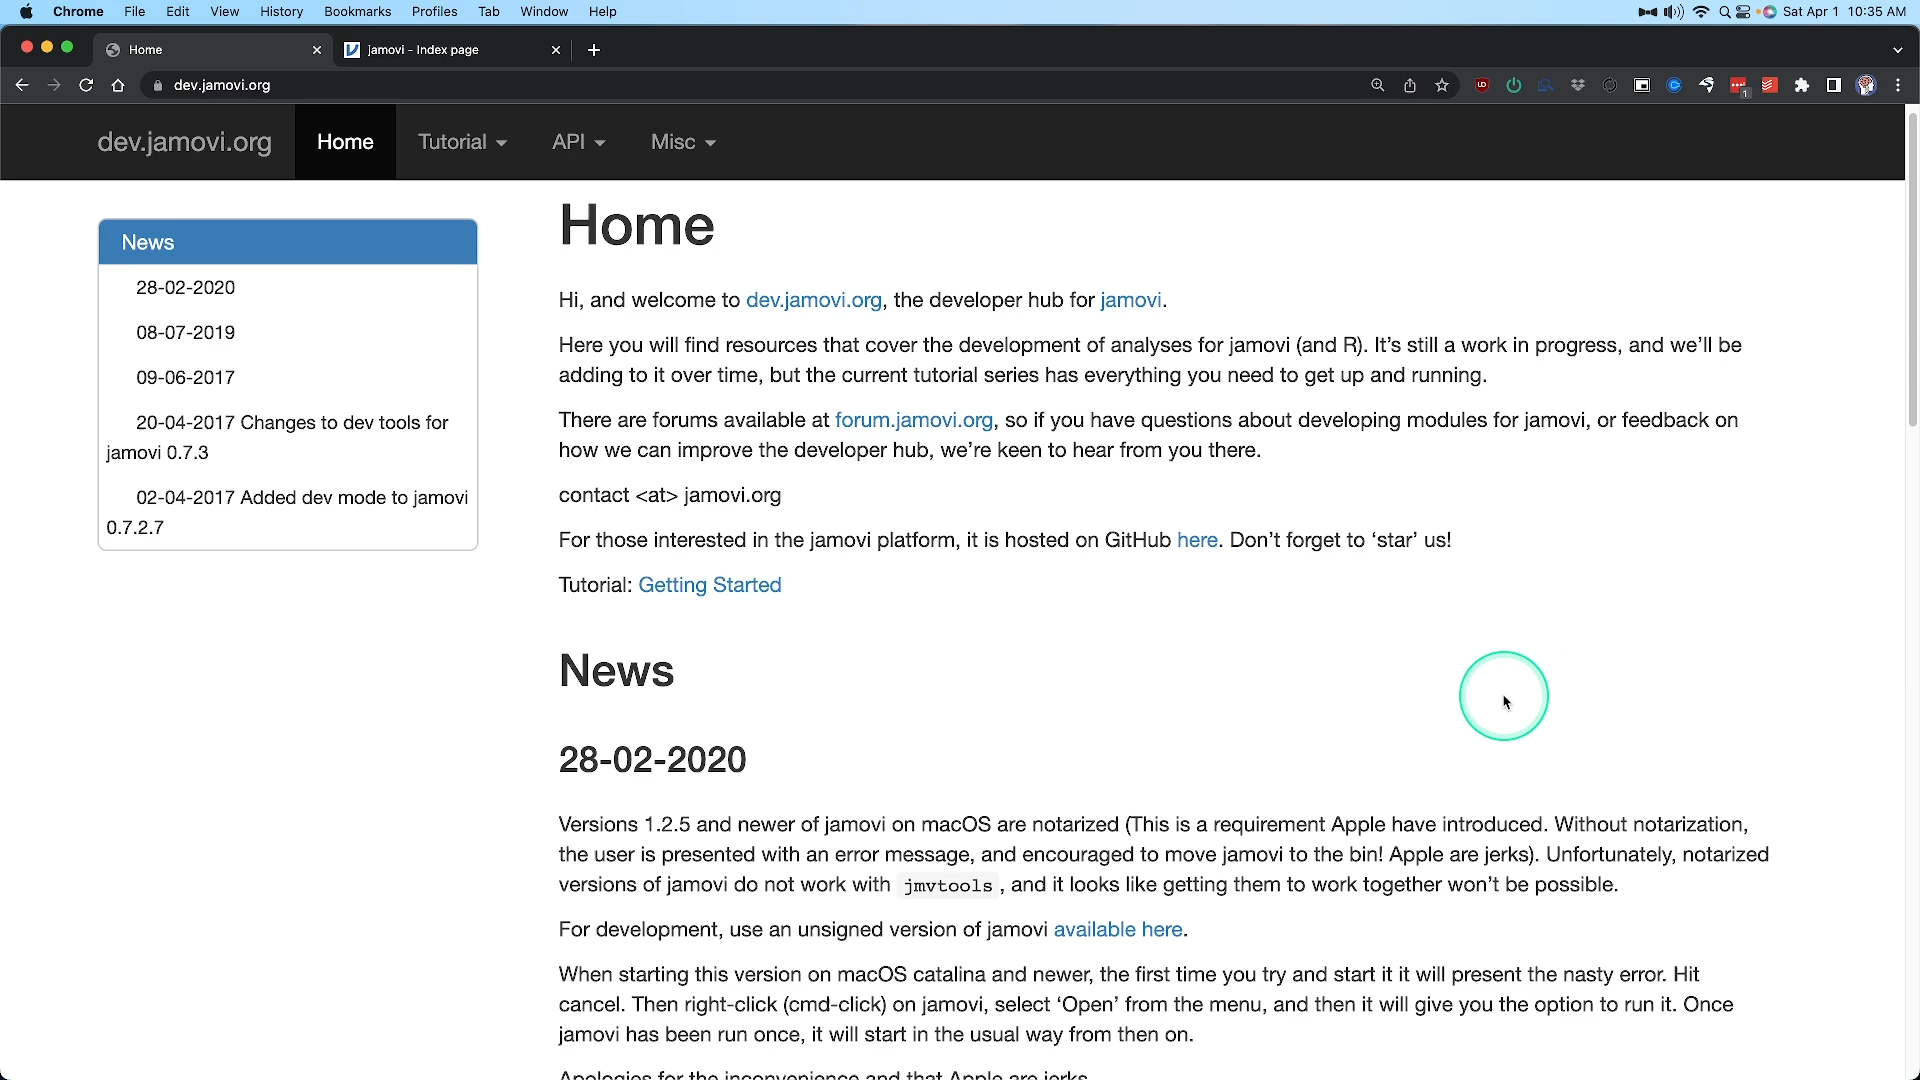 Chrome File Edit View History Bookmarks Profiles Tab Window Help Sat Apr 1 10:35 AM
Home jamovi - Index page
dev.jamovi.org
dev.jamovi.org Home Tutorial API Misc
News
28-02-2020
08-07-2019
09-06-2017
20-04-2017 Changes to dev tools for
jamovi 0.7.3
02-04-2017 Added dev mode to jamovi
0.7.2.7
Home
Hi, and welcome to dev.jamovi.org, the developer hub for jamovi.
Here you will find resources that cover the development of analyses for jamovi (and R). It’s still a work in progress, and we’ll be
adding to it over time, but the current tutorial series has everything you need to get up and running.
There are forums available at forum.jamovi.org, so if you have questions about developing modules for jamovi, or feedback on
how we can improve the developer hub, we’re keen to hear from you there.
contact <at> jamovi.org
For those interested in the jamovi platform, it is hosted on GitHub here. Don’t forget to ‘star’ us!
Tutorial: Getting Started
News
28-02-2020
Versions 1.2.5 and newer of jamovi on macOS are notarized (This is a requirement Apple have introduced. Without notarization,
the user is presented with an error message, and encouraged to move jamovi to the bin! Apple are jerks). Unfortunately, notarized
versions of jamovi do not work with jmvtools, and it looks like getting them to work together won’t be possible.
For development, use an unsigned version of jamovi available here.
When starting this version on macOS catalina and newer, the first time you try and start it it will present the nasty error. Hit
cancel. Then right-click (cmd-click) on jamovi, select ‘Open’ from the menu, and then it will give you the option to run it. Once
jamovi has been run once, it will start in the usual way from then on.
Apologies for the inconvenience and that Apple are jerks.